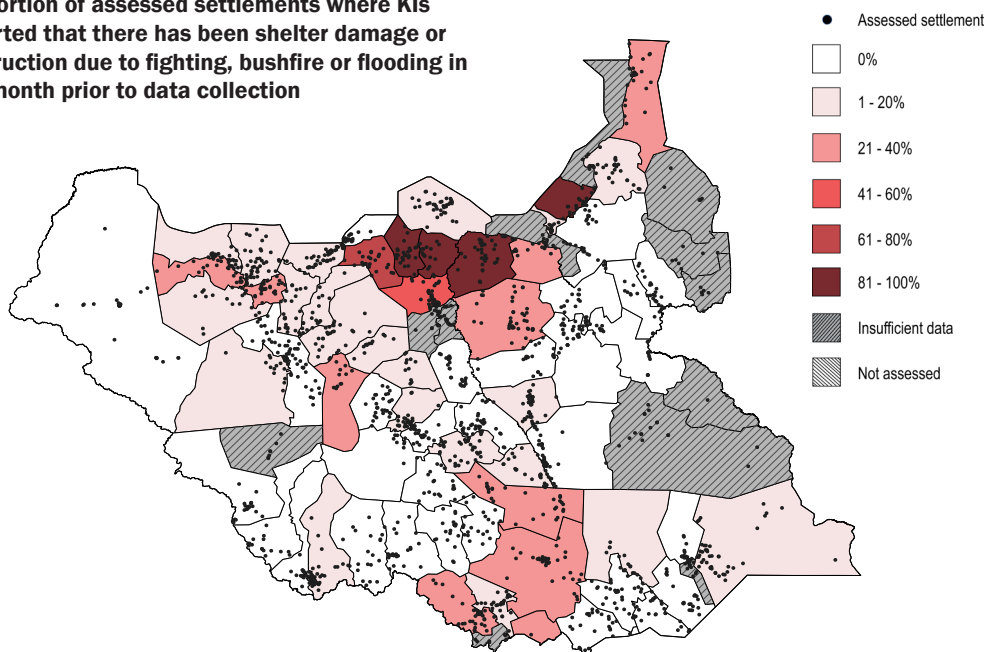 ortion of assessed settlements where KIs
rted that there has been shelter damage or
ruction due to fighting, bushfire or flooding in
month prior to data collection
Assessed settlement
0%
1 - 20%
21 - 40%
41 - 60%
61 - 80%
81 - 100%
Insufficient data
Not assessed